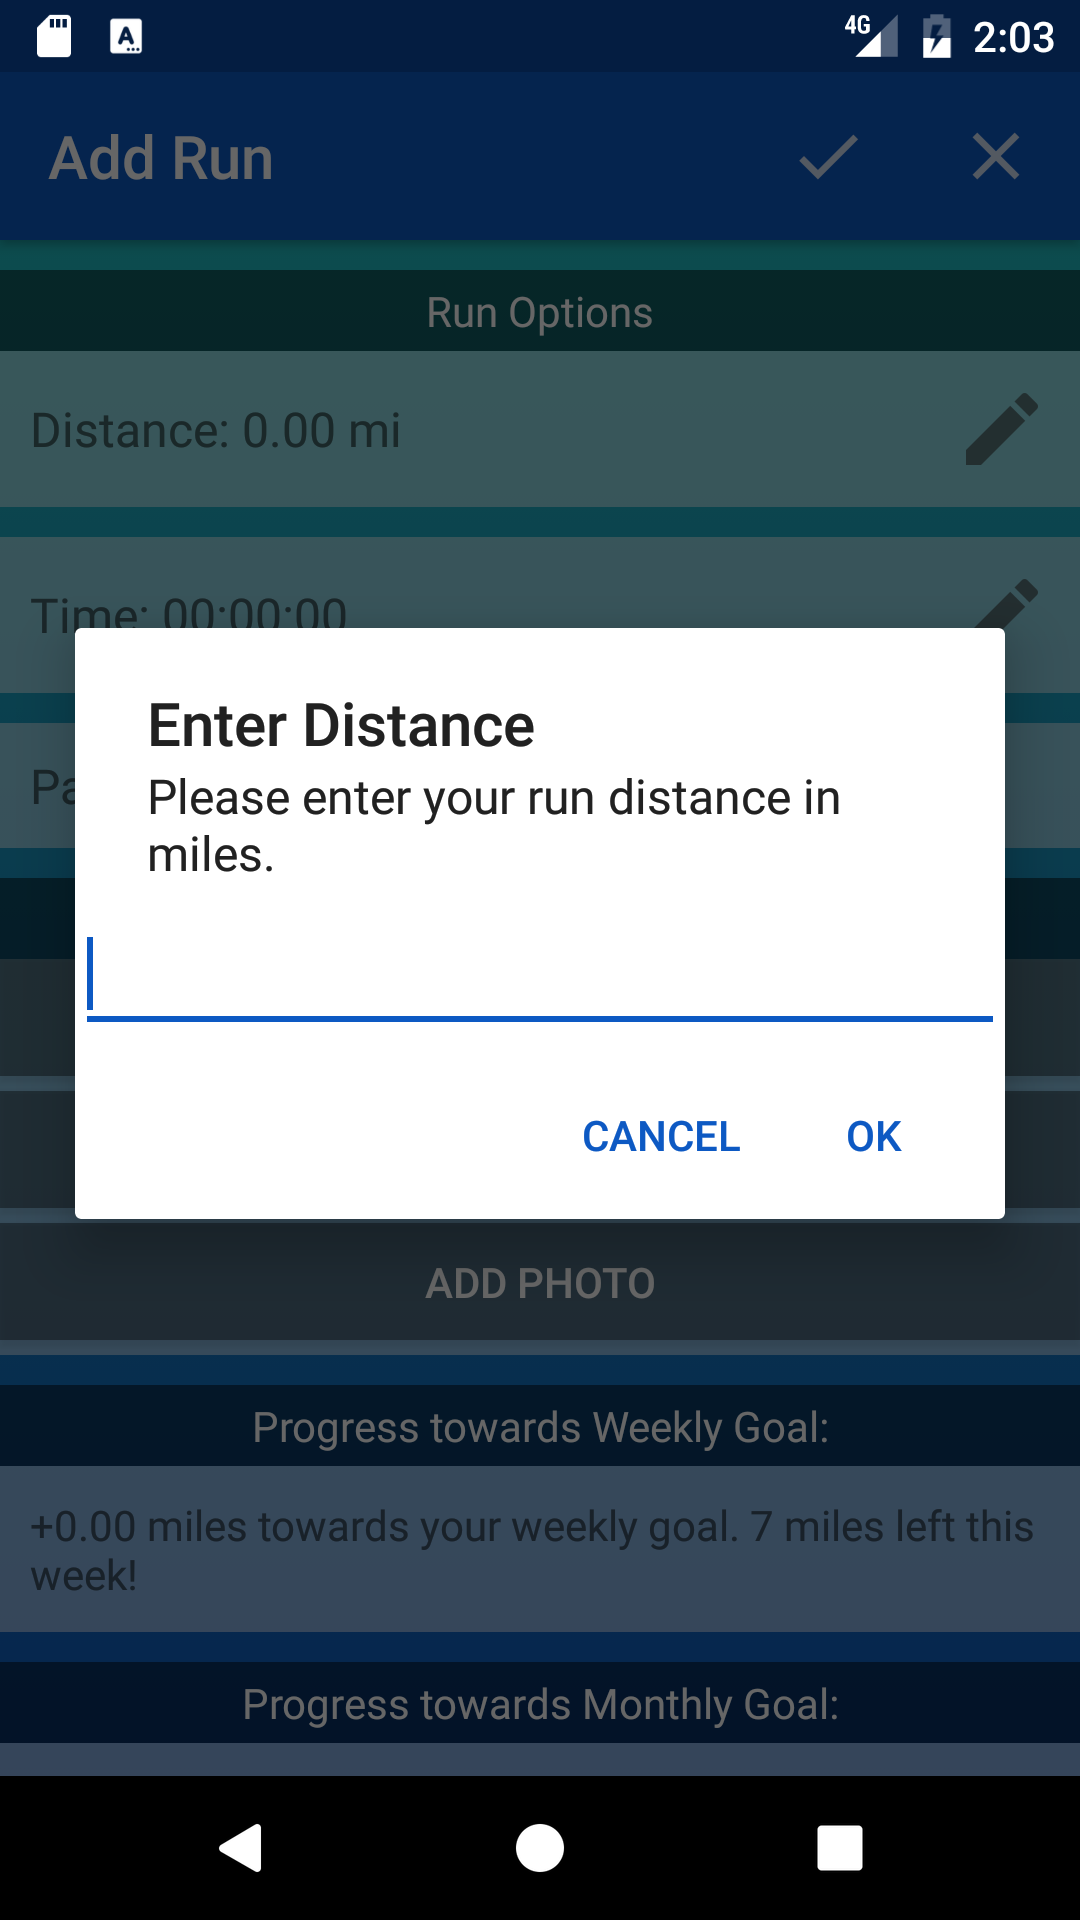 4G 2:03
Add Run
Run Options
Distance: 0.00 mi
Time: 00:00:00
Pa
Enter Distance
Please enter your run distance in
miles.
CANCEL OK
ADD PHOTO
Progress towards Weekly Goal:
+0.00 miles towards your weekly goal. 7 miles left this
week!
Progress towards Monthly Goal: